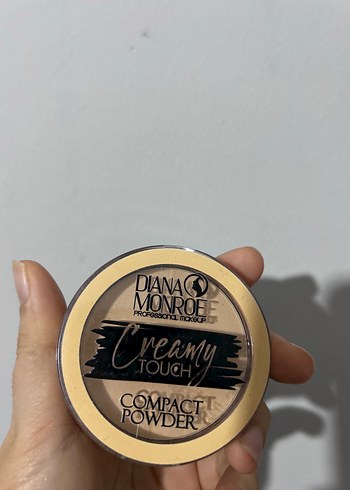 DIANA
MONROE
PROFESSIONAL MAKEUP
Creamy
TOUCH
COMPACT
POWDER